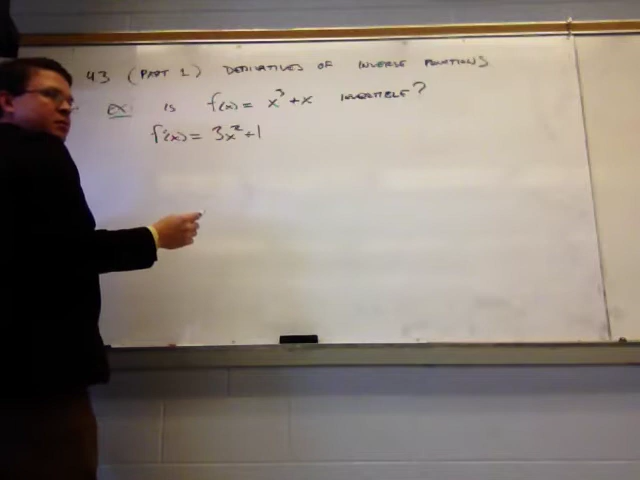 43 (PART 1) DERIVATIVES OF INVERSE FUNCTIONS
EX IS f(x) = x³ + x INVERTIBLE?
f'(x) = 3x² + 1